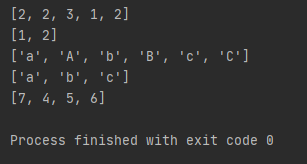 [2, 2, 3, 1, 2]
[1, 2]
['a', 'A', 'b', 'B', 'c', 'C']
['a', 'b', 'c']
[7, 4, 5, 6]
Process finished with exit code 0